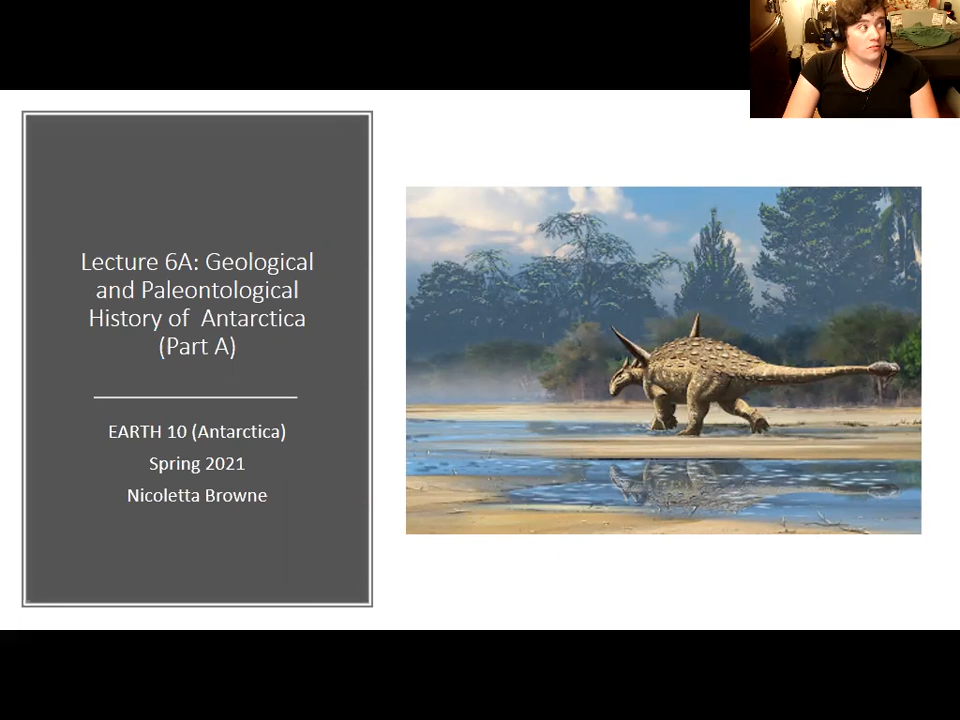 Lecture 6A: Geological
and Paleontological
History of Antarctica
(Part A)
EARTH 10 (Antarctica)
Spring 2021
Nicoletta Browne